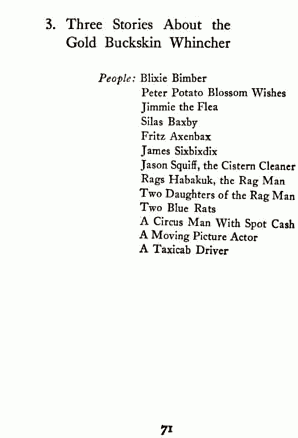 3. Three Stories About the
Gold Buckskin Whincher
People: Blixie Bimber
Peter Potato Blossom Wishes
Jimmie the Flea
Silas Baxby
Fritz Axenbax
James Sixbixdix
Jason Squiff, the Cistern Cleaner
Rags Habakuk, the Rag Man
Two Daughters of the Rag Man
Two Blue Rats
A Circus Man With Spot Cash
A Moving Picture Actor
A Taxicab Driver
71